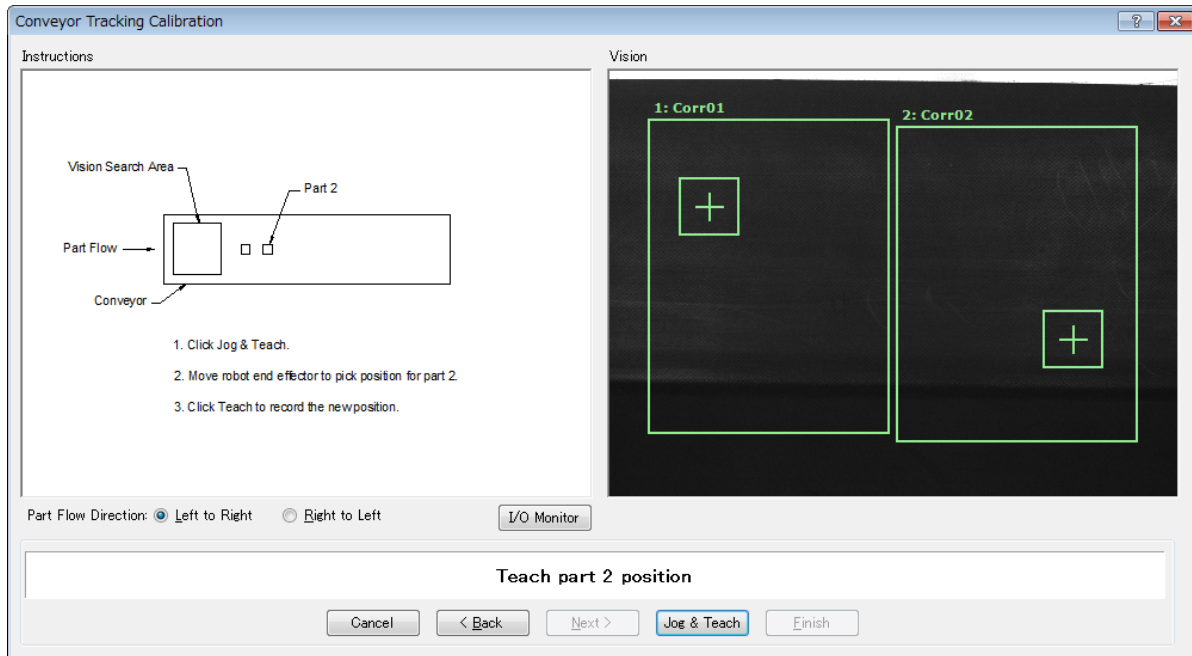 Conveyor Tracking Calibration
Instructions
Vision
Vision Search Area
Part 2
Part Flow
Conveyor
1. Click Jog & Teach.
2. Move robot end effector to pick position for part 2.
3. Click Teach to record the new position.
1: Corr01
2: Corr02
Part Flow Direction: Left to Right Right to Left I/O Monitor
Teach part 2 position
Cancel < Back Next > Jog & Teach Finish